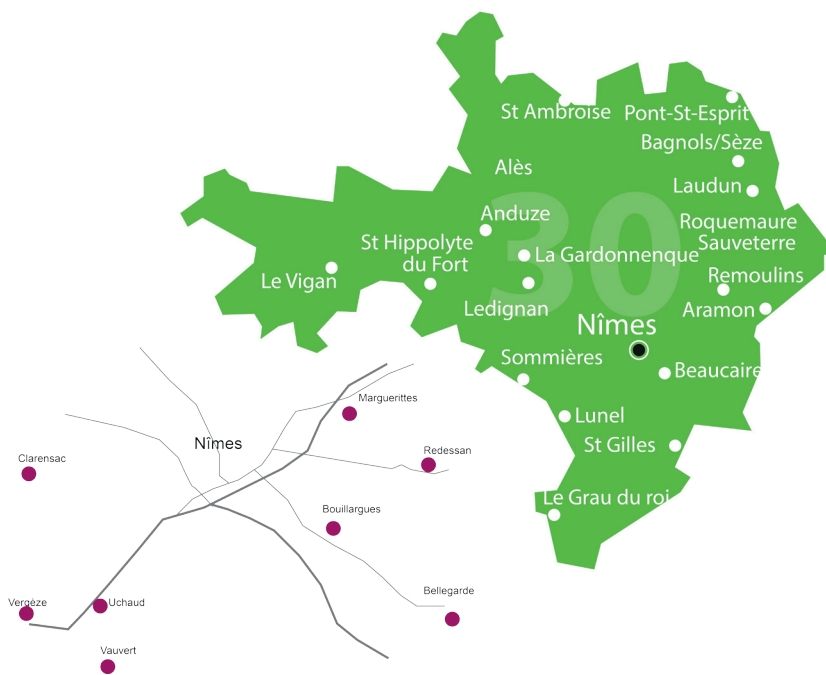 St Ambroise
Pont-St-Esprit
Bagnols/Sèze
Alès
Laudun
30
Anduze
Roquemaure
Sauveterre
St Hippolyte
du Fort
La Gardonnenque
Le Vigan
Remoulins
Ledignan
Aramon
Nîmes
Sommières
Beaucaire
Lunel
St Gilles
Le Grau du roi
Marguerittes
Nîmes
Clarensac
Redessan
Bouillargues
Bellegarde
Vergèze
Uchaud
Vauvert